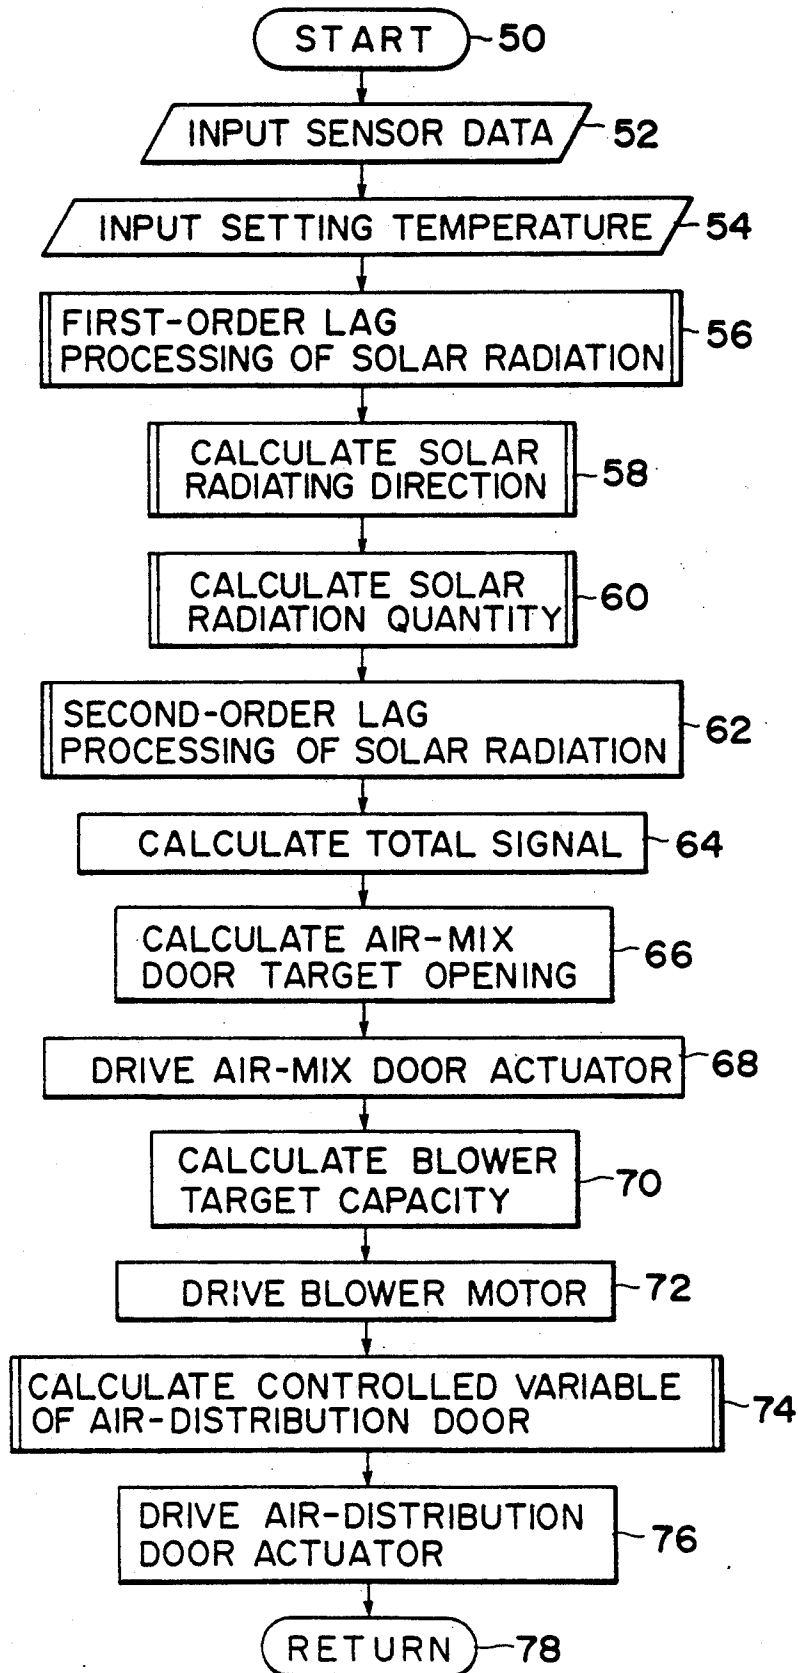 START 50
INPUT SENSOR DATA 52
INPUT SETTING TEMPERATURE 54
FIRST-ORDER LAG
PROCESSING OF SOLAR RADIATION 56
CALCULATE SOLAR
RADIATING DIRECTION 58
CALCULATE SOLAR
RADIATION QUANTITY 60
SECOND-ORDER LAG
PROCESSING OF SOLAR RADIATION 62
CALCULATE TOTAL SIGNAL 64
CALCULATE AIR-MIX
DOOR TARGET OPENING 66
DRIVE AIR-MIX DOOR ACTUATOR 68
CALCULATE BLOWER
TARGET CAPACITY 70
DRIVE BLOWER MOTOR 72
CALCULATE CONTROLLED VARIABLE
OF AIR-DISTRIBUTION DOOR 74
DRIVE AIR-DISTRIBUTION
DOOR ACTUATOR 76
RETURN 78